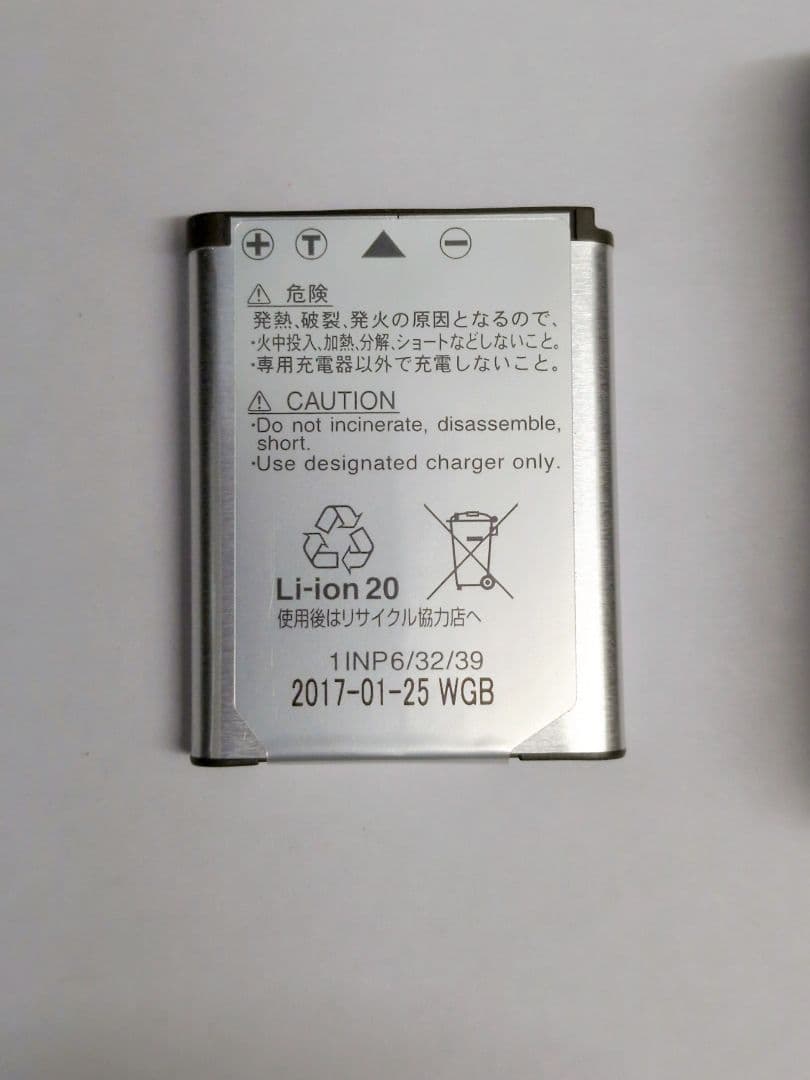 + T ▲ −
⚠ 危険
発熱､破裂､発火の原因となるので、
･火中投入､加熱､分解､ショートなどしないこと。
･専用充電器以外で充電しないこと。
⚠ CAUTION
･Do not incinerate, disassemble,
short.
･Use designated charger only.
Li-ion 20
使用後はリサイクル協力店へ
1INP6/32/39
2017-01-25 WGB